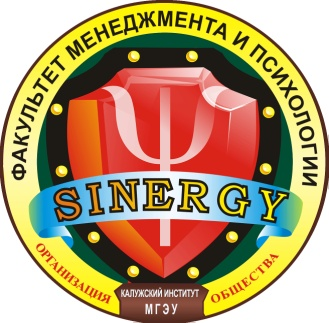 ФАКУЛЬТЕТ МЕНЕДЖМЕНТА И ПСИХОЛОГИИ
Ψ
SINERGY
ОРГАНИЗАЦИЯ ОБЩЕСТВА
КАЛУЖСКИЙ ИНСТИТУТ
МГЭУ